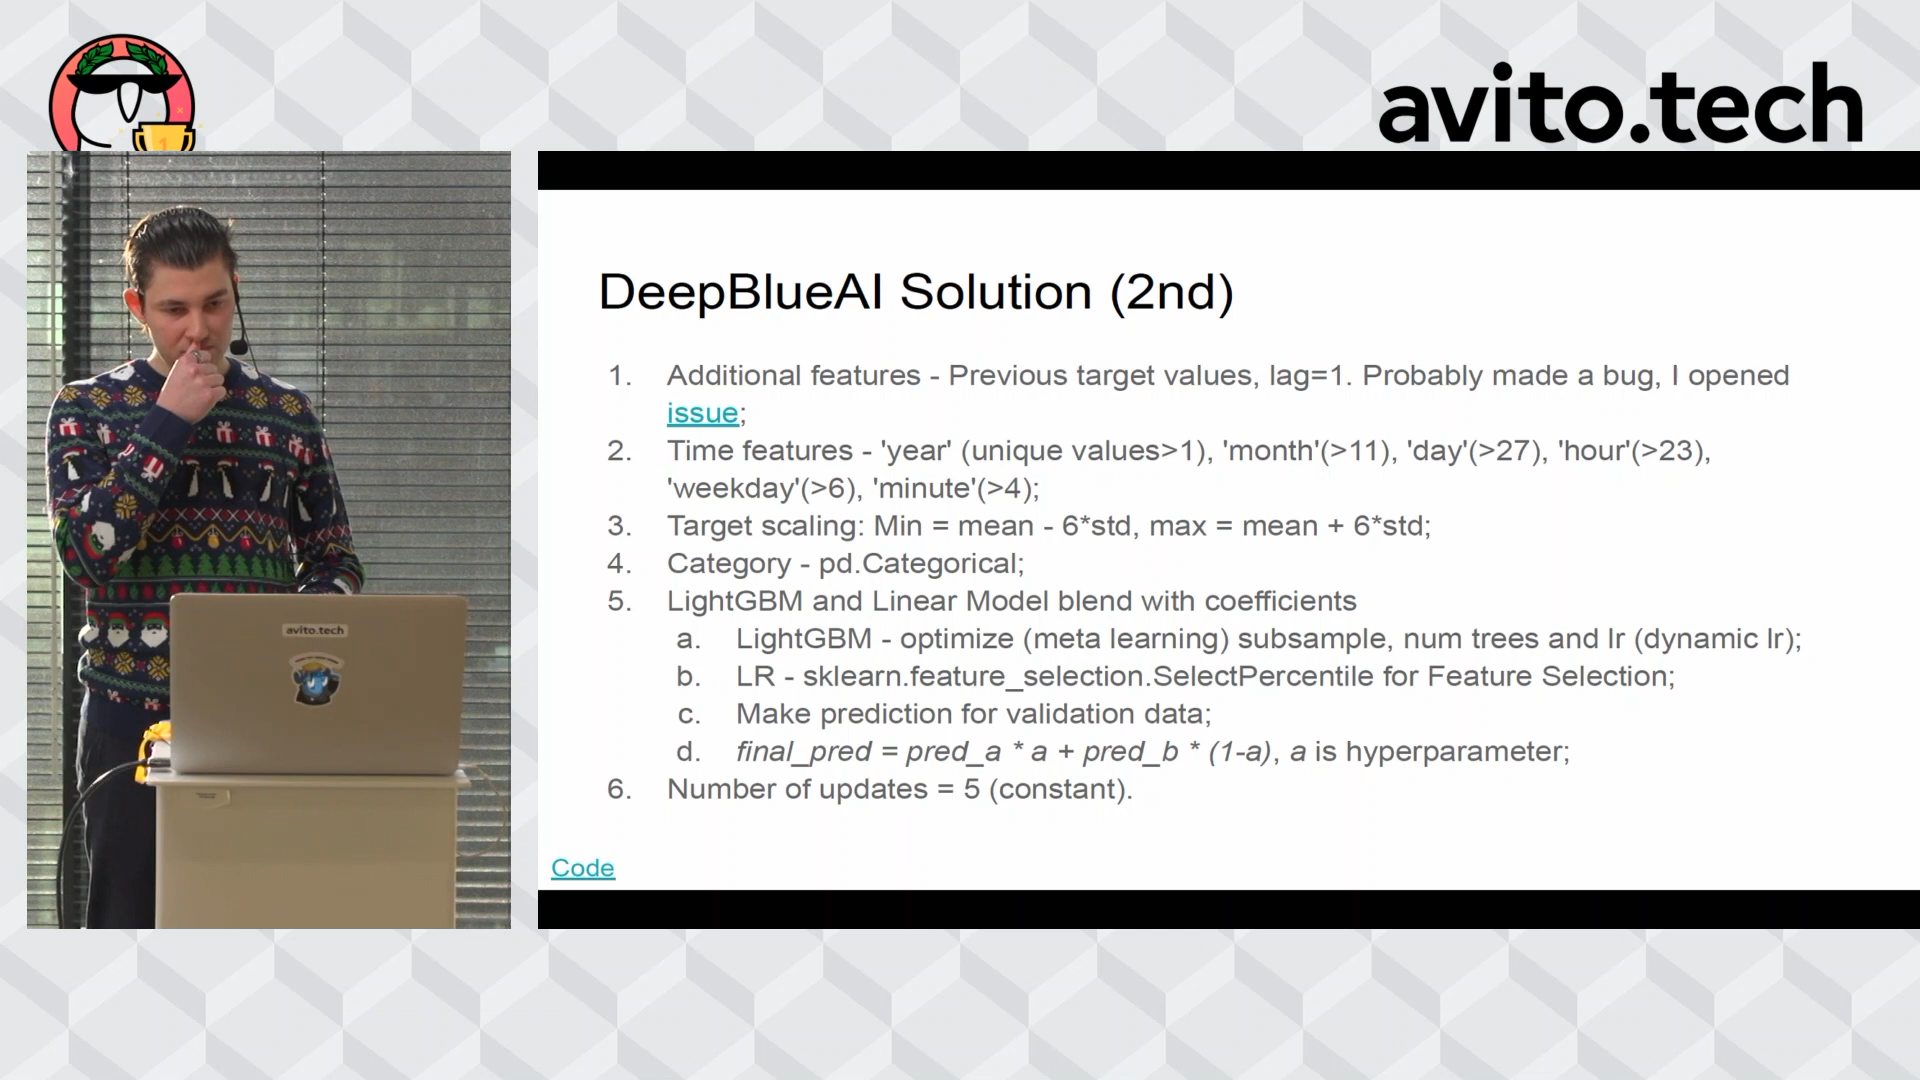 avito.tech
DeepBlueAI Solution (2nd)
1. Additional features - Previous target values, lag=1. Probably made a bug, I opened
issue;
2. Time features - 'year' (unique values>1), 'month'(>11), 'day'(>27), 'hour'(>23),
'weekday'(>6), 'minute'(>4);
3. Target scaling: Min = mean - 6*std, max = mean + 6*std;
4. Category - pd.Categorical;
5. LightGBM and Linear Model blend with coefficients
a. LightGBM - optimize (meta learning) subsample, num trees and lr (dynamic lr);
b. LR - sklearn.feature_selection.SelectPercentile for Feature Selection;
c. Make prediction for validation data;
d. final_pred = pred_a * a + pred_b * (1-a), a is hyperparameter;
6. Number of updates = 5 (constant).
Code
avito.tech
1